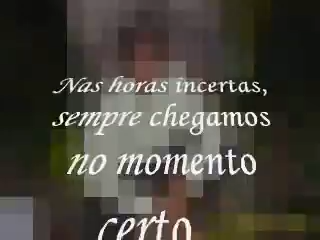 Nas horas incertas,
sempre chegamos
no momento
certo